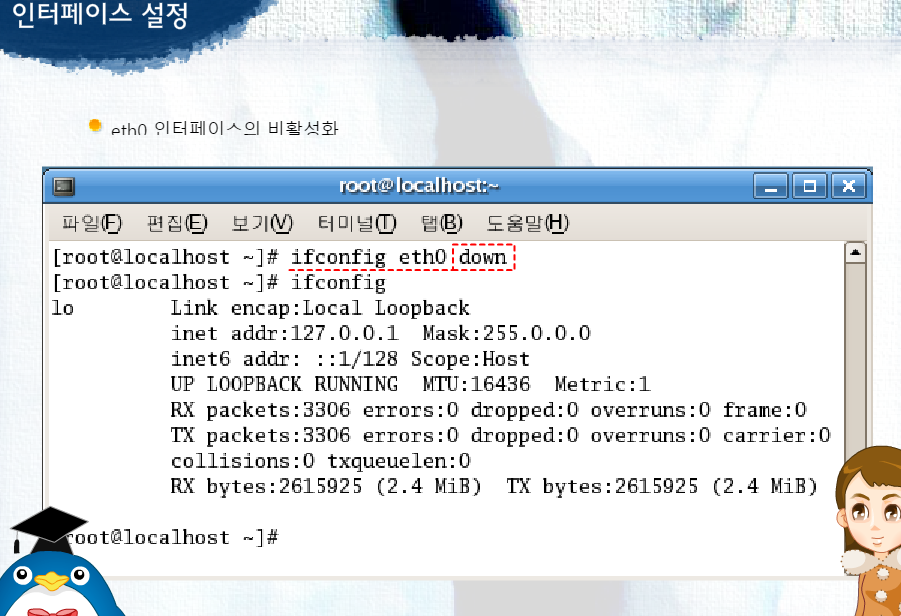 인터페이스 설정
eth0 인터페이스의 비활성화
root@localhost:~
파일(F) 편집(E) 보기(V) 터미널(T) 탭(B) 도움말(H)
[root@localhost ~]# ifconfig eth0 down
[root@localhost ~]# ifconfig
lo Link encap:Local Loopback
inet addr:127.0.0.1 Mask:255.0.0.0
inet6 addr: ::1/128 Scope:Host
UP LOOPBACK RUNNING MTU:16436 Metric:1
RX packets:3306 errors:0 dropped:0 overruns:0 frame:0
TX packets:3306 errors:0 dropped:0 overruns:0 carrier:0
collisions:0 txqueuelen:0
RX bytes:2615925 (2.4 MiB) TX bytes:2615925 (2.4 MiB)
root@localhost ~]#